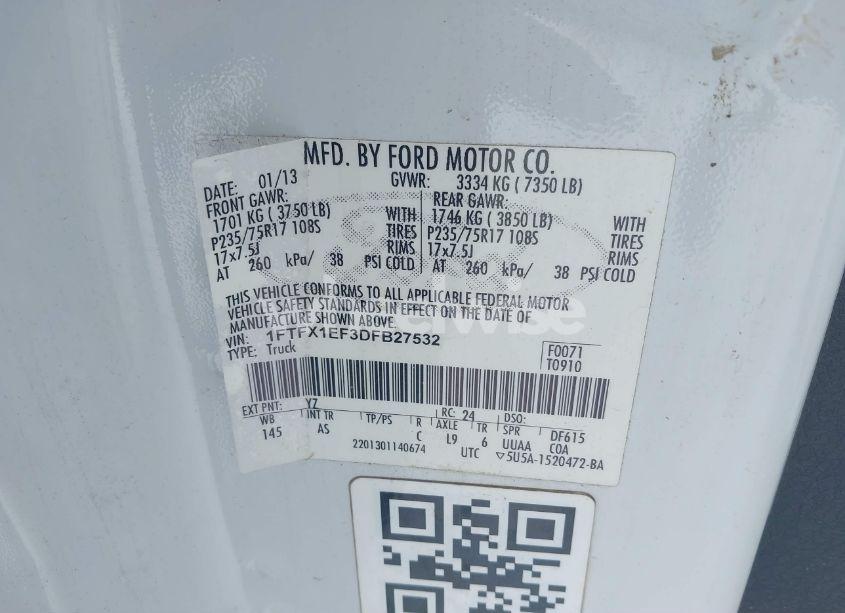 MFD. BY FORD MOTOR CO.
DATE: 01/13 GVWR: 3334 KG ( 7350 LB)
FRONT GAWR: REAR GAWR:
1701 KG ( 3750 LB) WITH 1746 KG ( 3850 LB) WITH
P235/75R17 108S TIRES P235/75R17 108S TIRES
17x7.5J RIMS 17x7.5J RIMS
AT 260 kPa/ 38 PSI COLD AT 260 kPa/ 38 PSI COLD
THIS VEHICLE CONFORMS TO ALL APPLICABLE FEDERAL MOTOR
VEHICLE SAFETY STANDARDS IN EFFECT ON THE DATE OF
MANUFACTURE SHOWN ABOVE.
VIN: 1FTFX1EF3DFB27532
TYPE: Truck
F0071
T0910
EXT PNT: YZ RC: 24 DSO:
WB INT TR TP/PS R AXLE TR SPR DF615
145 AS C L9 6 UUAA COA
2201301140674 UTC ▽5U5A-1520472-BA